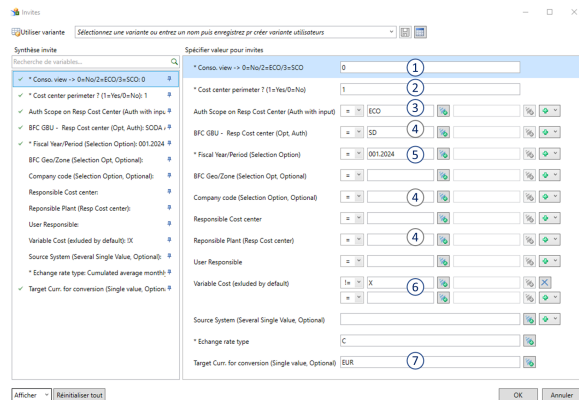 Invites
Utiliser variante Sélectionnez une variante ou entrez un nom puis enregistrez pr créer variante utilisateurs
Synthèse invite
Recherche de variables...
* Conso. view -> 0=No/2=ECO/3=SCO: 0
* Cost center perimeter ? (1=Yes/0=No): 1
Auth Scope on Resp Cost Center (Auth with inpu
BFC GBU - Resp Cost center (Opt, Auth): SODA
* Fiscal Year/Period (Selection Option): 001.2024
BFC Geo/Zone (Selection Opt, Optional):
Company code (Selection Option, Optional):
Responsible Cost center:
Reponsible Plant (Resp Cost center):
User Responsible:
Variable Cost (exluded by default): !X
Source System (Several Single Value, Optional):
* Echange rate type: Cumulated average monthl
Target Curr. for conversion (Single value, Option
Spécifier valeur pour invites
* Conso. view -> 0=No/2=ECO/3=SCO 0 1
* Cost center perimeter ? (1=Yes/0=No) 1 2
Auth Scope on Resp Cost Center (Auth with input) = ECO 3
BFC GBU - Resp Cost center (Opt, Auth) = SD 4
* Fiscal Year/Period (Selection Option) = 001.2024 5
BFC Geo/Zone (Selection Opt, Optional) =
Company code (Selection Option, Optional) = 4
Responsible Cost center =
Reponsible Plant (Resp Cost center) = 4
User Responsible =
Variable Cost (exluded by default) != X 6
=
Source System (Several Single Value, Optional)
* Echange rate type C
Target Curr. for conversion (Single value, Optional) EUR 7
Afficher Réinitialiser tout OK Annuler